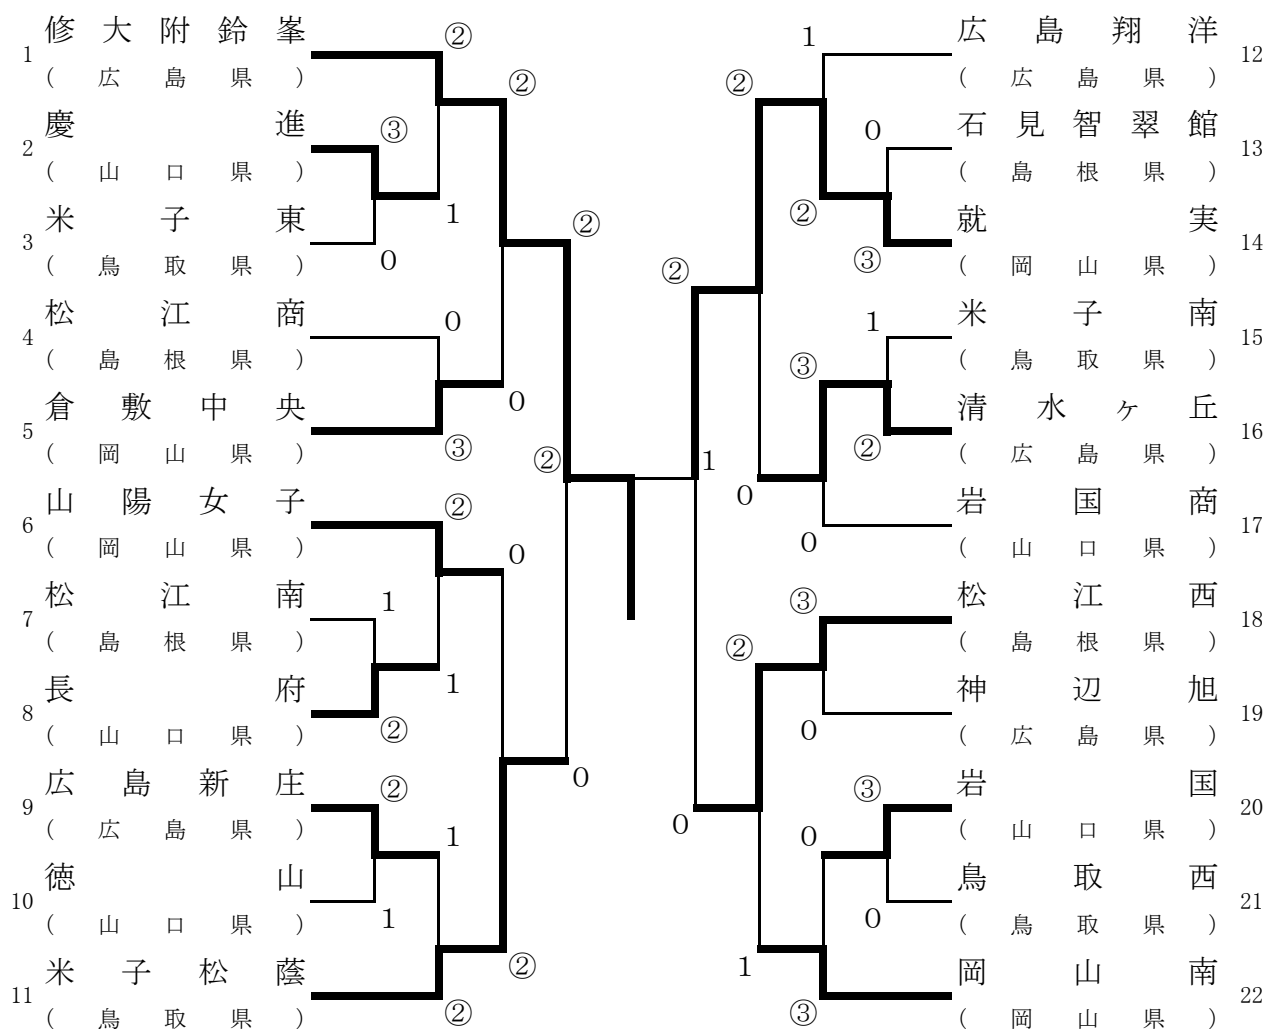 修大附鈴峯
1
(広島県)
慶進
2
(山口県)
米子東
3
(鳥取県)
松江商
4
(島根県)
倉敷中央
5
(岡山県)
山陽女子
6
(岡山県)
松江南
7
(島根県)
長府
8
(山口県)
広島新庄
9
(広島県)
徳山
10
(山口県)
米子松蔭
11
(鳥取県)
②
②
③
1
0
②
0
0
③
②
②
0
1
1
②
0
②
1
1
②
②
1
②
0
②
③
②
1
③
②
0
0
1
③
②
0
0
③
0
0
1
③
広島翔洋
12
(広島県)
石見智翠館
13
(島根県)
就実
14
(岡山県)
米子南
15
(鳥取県)
清水ヶ丘
16
(広島県)
岩国商
17
(山口県)
松江西
18
(島根県)
神辺旭
19
(広島県)
岩国
20
(山口県)
鳥取西
21
(鳥取県)
岡山南
22
(岡山県)